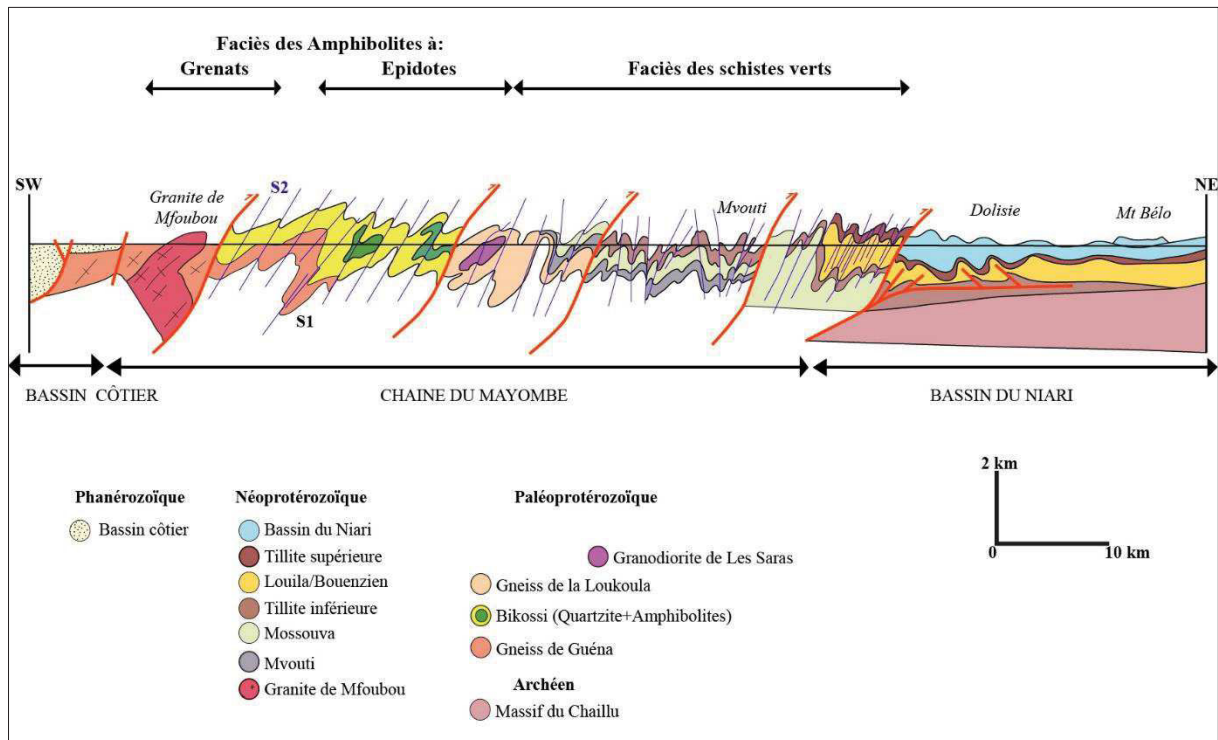 Faciès des Amphibolites à:
Grenats
Epidotes
Faciès des schistes verts
SW
Granite de
Mfoubou
S2
S1
Mvouti
Dolisie
Mt Bélo
NE
BASSIN CÔTIER
CHAINE DU MAYOMBE
BASSIN DU NIARI
2 km
0
10 km
Phanérozoïque
Bassin côtier
Néoprotérozoïque
Bassin du Niari
Tillite supérieure
Louila/Bouenzien
Tillite inférieure
Mossouva
Mvouti
Granite de Mfoubou
Paléoprotérozoïque
Granodiorite de Les Saras
Gneiss de la Loukoula
Bikossi (Quartzite+Amphibolites)
Gneiss de Guéna
Archéen
Massif du Chaillu